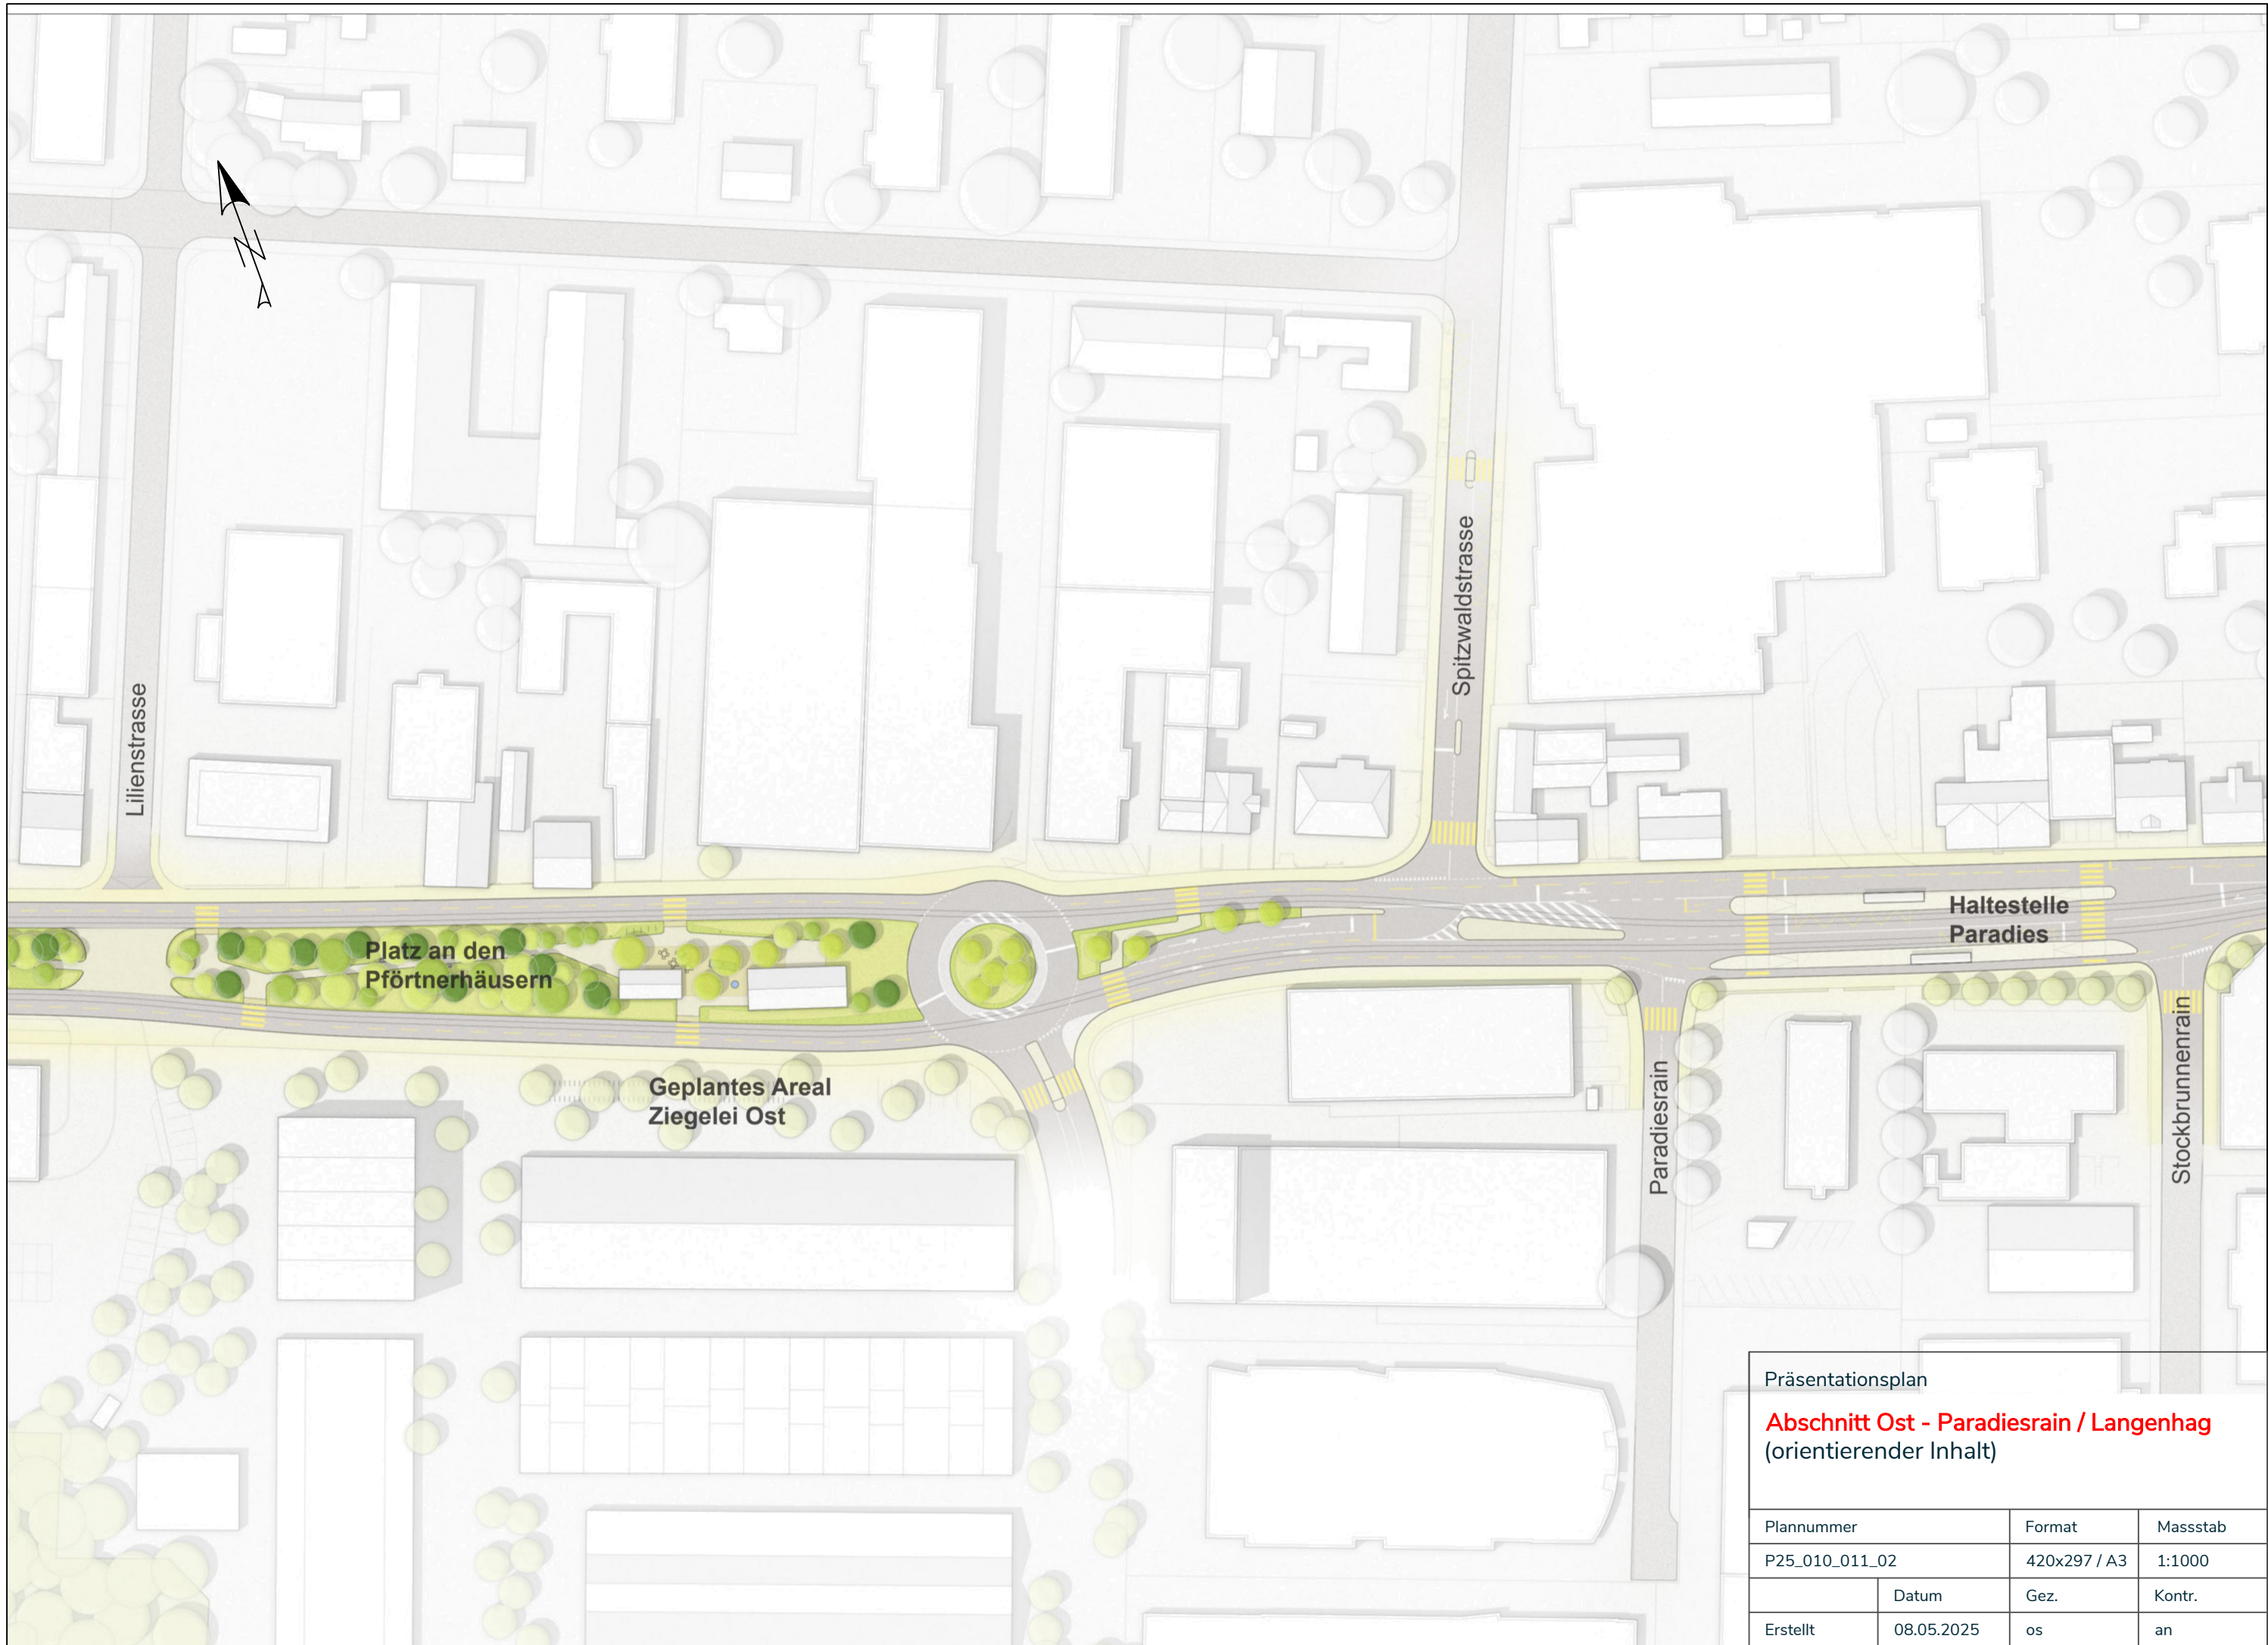 Lilienstrasse
Spitzwaldstrasse
Platz an den
Pförtnerhäusern
Haltestelle
Paradies
Geplantes Areal
Ziegelei Ost
Paradiesrain
Stockbrunnenrain
Präsentationsplan
Abschnitt Ost - Paradiesrain / Langenhag
(orientierender Inhalt)
Plannummer Format Massstab
P25_010_011_02 420x297 / A3 1:1000
Datum Gez. Kontr.
Erstellt 08.05.2025 os an